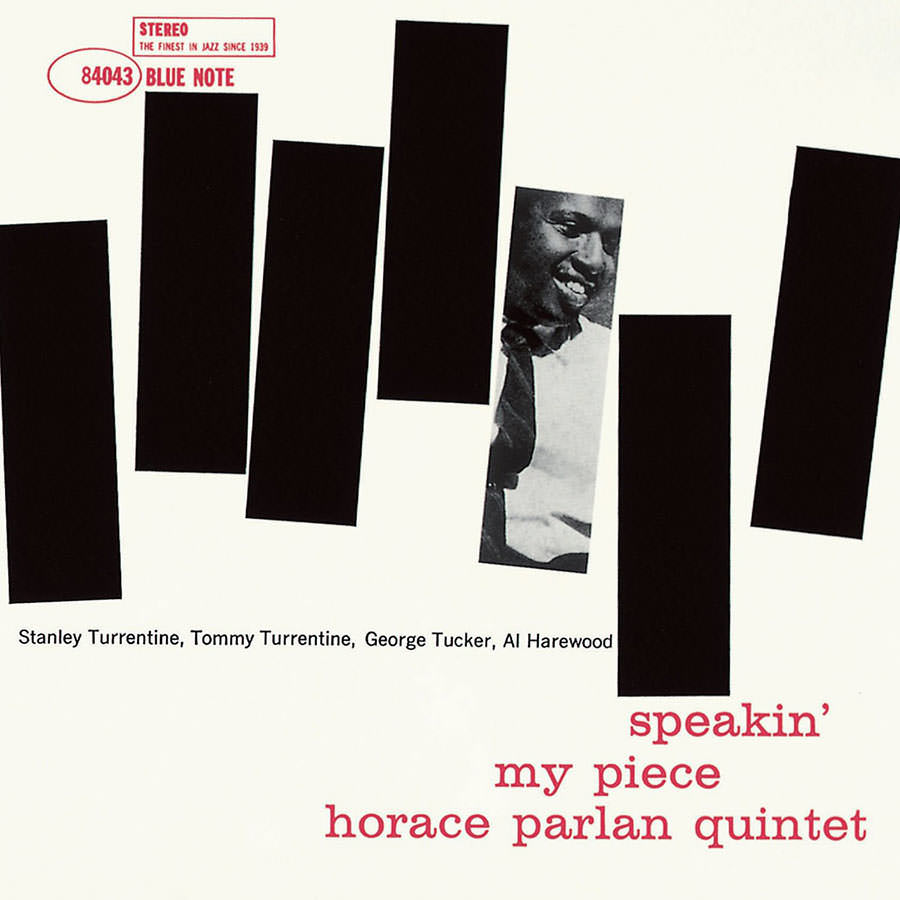 STEREO
THE FINEST IN JAZZ SINCE 1939
84043 BLUE NOTE
Stanley Turrentine, Tommy Turrentine, George Tucker, Al Harewood
speakin’
my piece
horace parlan quintet